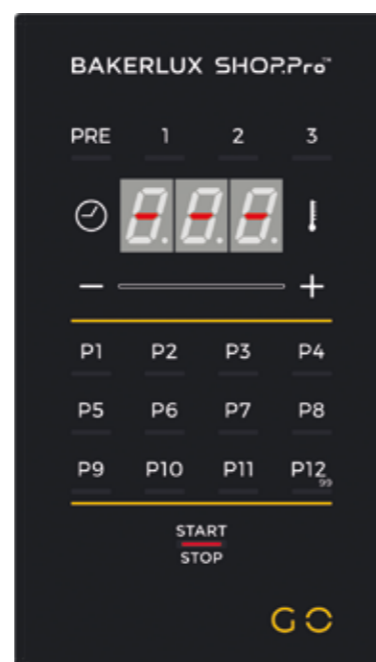 BAKERLUX SHOP.Pro™
PRE 1 2 3
---
− +
P1 P2 P3 P4
P5 P6 P7 P8
P9 P10 P11 P12
99
START
STOP
GO